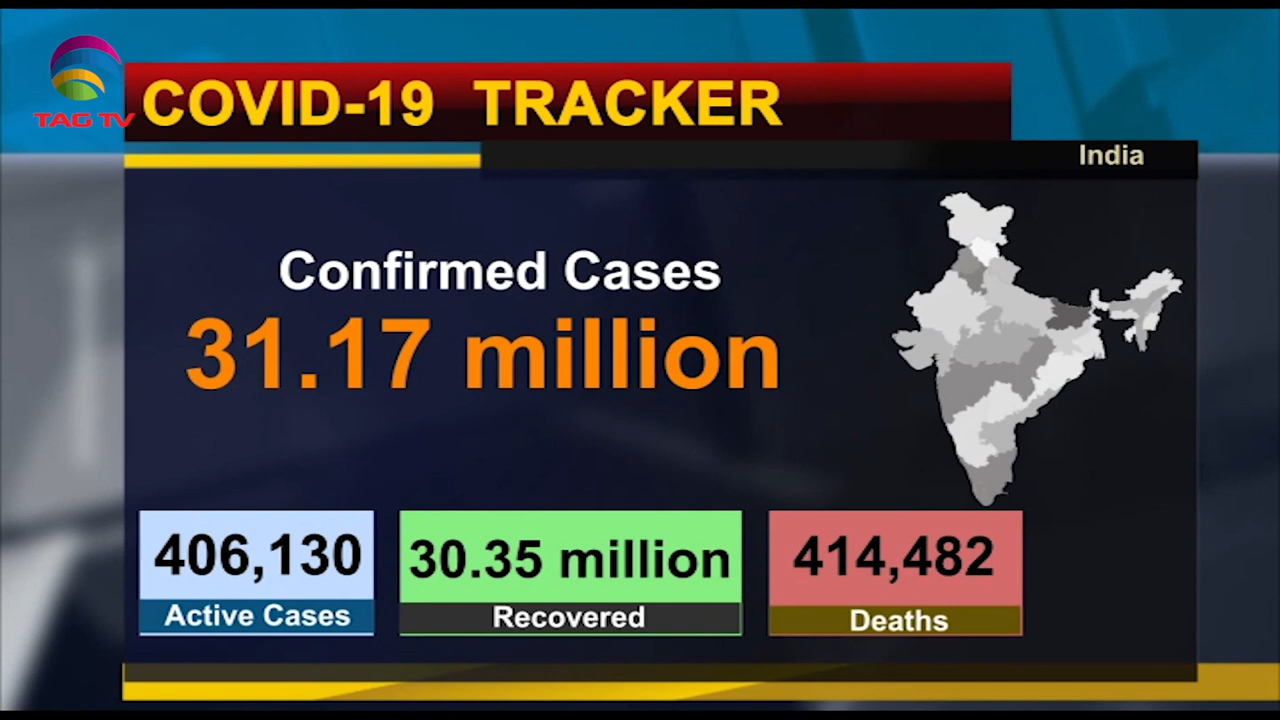 TAG TV
COVID-19 TRACKER
India
Confirmed Cases
31.17 million
406,130
Active Cases
30.35 million
Recovered
414,482
Deaths